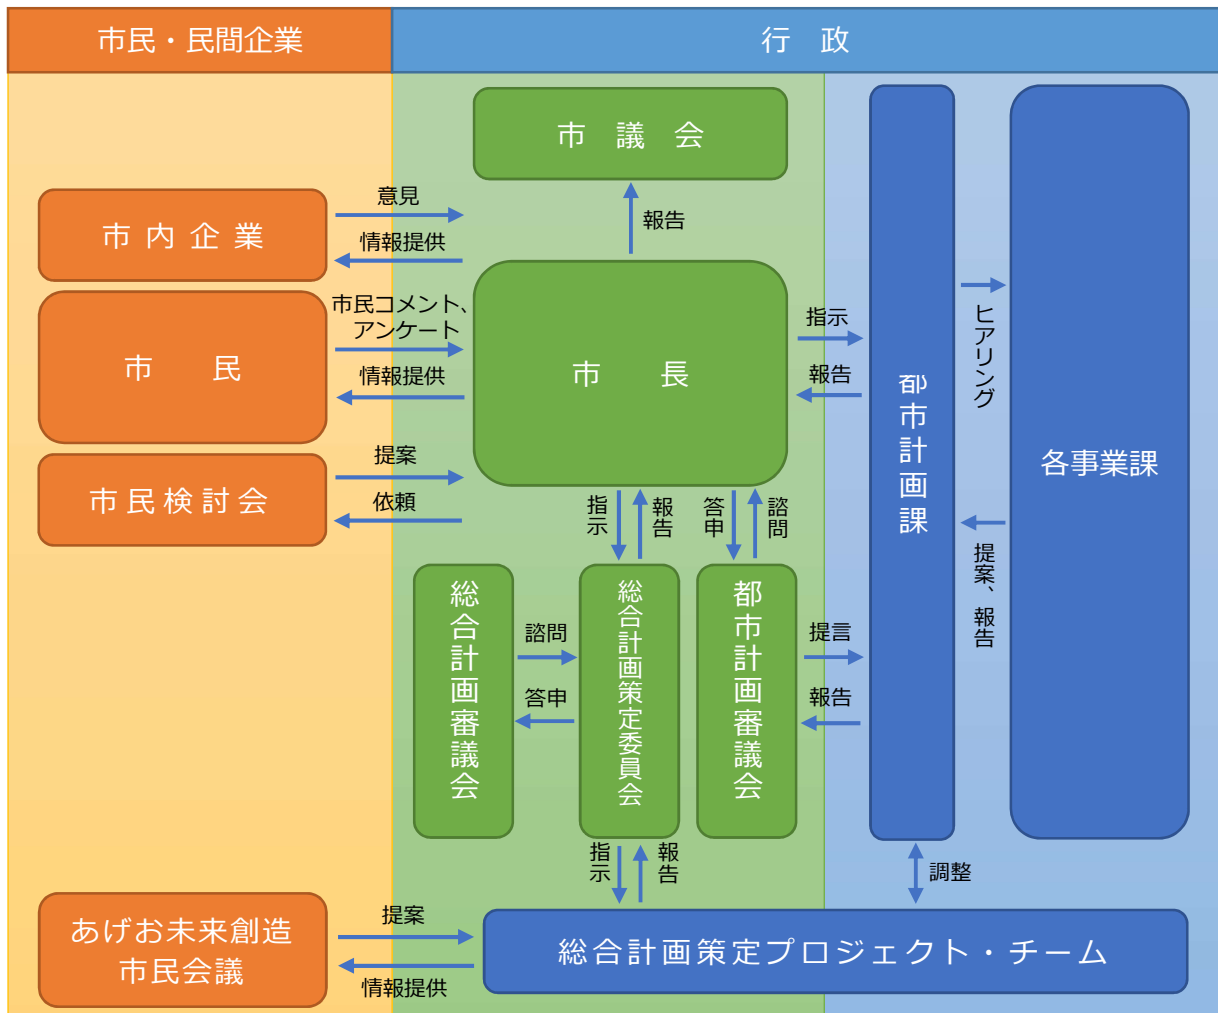 市民・民間企業
行　政
市　議　会
報告
市内企業
意見
情報提供
市　民
市民コメント、
アンケート
情報提供
市　長
指示
報告
都市計画課
ヒアリング
提案、報告
各事業課
市民検討会
提案
依頼
指示
報告
答申
諮問
総合計画審議会
諮問
答申
総合計画策定委員会
都市計画審議会
提言
報告
指示
報告
調整
あげお未来創造
市民会議
提案
情報提供
総合計画策定プロジェクト・チーム